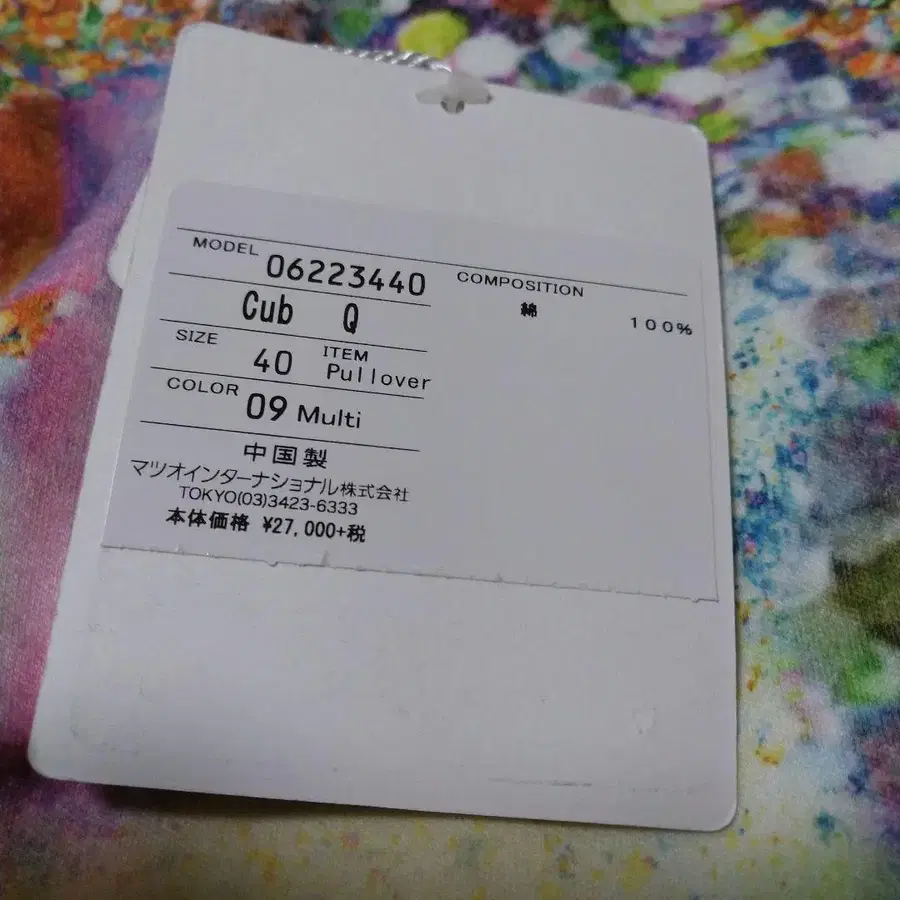 MODEL 06223440
Cub Q
SIZE 40 ITEM Pullover
COLOR 09 Multi
中国製
マツオインターナショナル株式会社
TOKYO(03)3423-6333
本体価格 ¥27,000+税
COMPOSITION
綿 100%